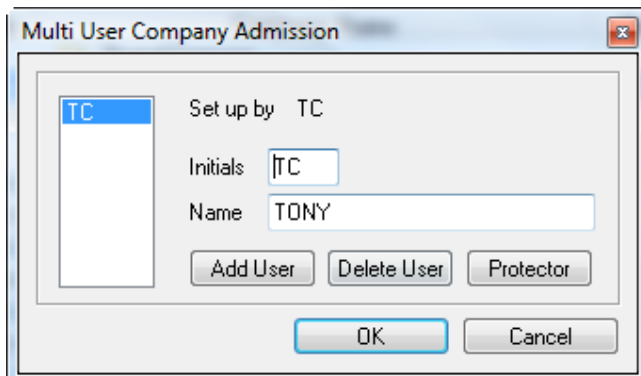 Multi User Company Admission
TC
Set up by TC
Initials TC
Name TONY
Add User Delete User Protector
OK Cancel